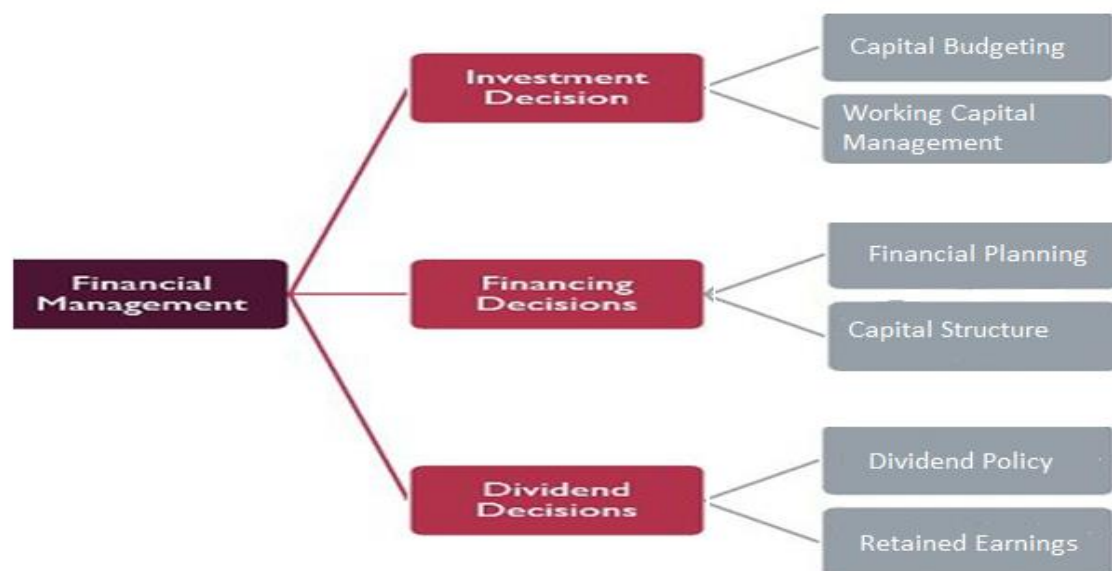 Financial
Management
Investment
Decision
Capital Budgeting
Working Capital
Management
Financing
Decisions
Financial Planning
Capital Structure
Dividend
Decisions
Dividend Policy
Retained Earnings